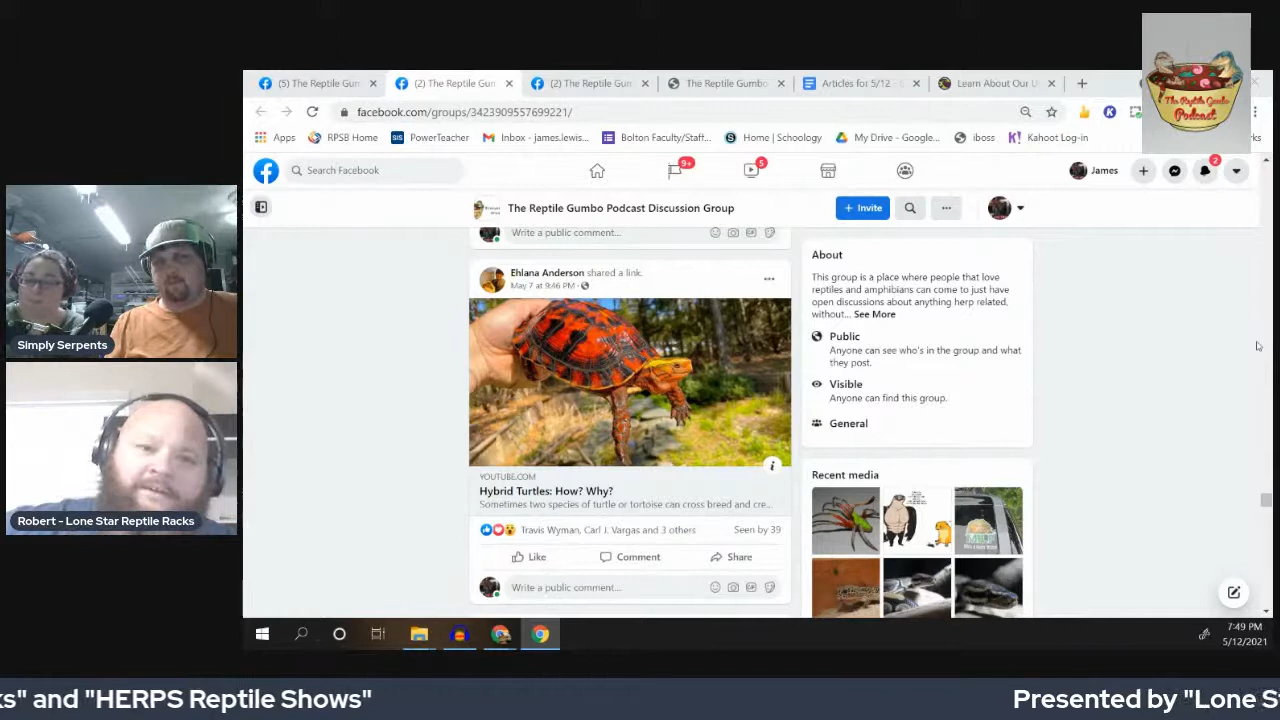 (5) The Reptile Gum
(2) The Reptile Gun
(2) The Reptile Gun
The Reptile Gumbo
Articles for 5/12 -
Learn About Our U
facebook.com/groups/3423909557699221/
Apps
RPSB Home
PowerTeacher
Inbox - james.lewis...
Bolton Faculty/Staff...
Home | Schoology
My Drive - Google...
iboss
Kahoot Log-in
The Reptile Gumbo
Podcast
Search Facebook
9+
5
James
2
The Reptile Gumbo Podcast Discussion Group
+ Invite
Write a public comment...
Ehlana Anderson shared a link.
May 7 at 9:46 PM ·
YOUTUBE.COM
Hybrid Turtles: How? Why?
Sometimes two species of turtle or tortoise can cross breed and cre...
Travis Wyman, Carl J. Vargas and 3 others
Seen by 39
Like
Comment
Share
Write a public comment...
About
This group is a place where people that love
reptiles and amphibians can come to just have
open discussions about anything herp related,
without... See More
Public
Anyone can see who's in the group and what
they post.
Visible
Anyone can find this group.
General
Recent media
Simply Serpents
Robert - Lone Star Reptile Racks
7:49 PM
5/12/2021
ks" and "HERPS Reptile Shows"
Presented by "Lone S